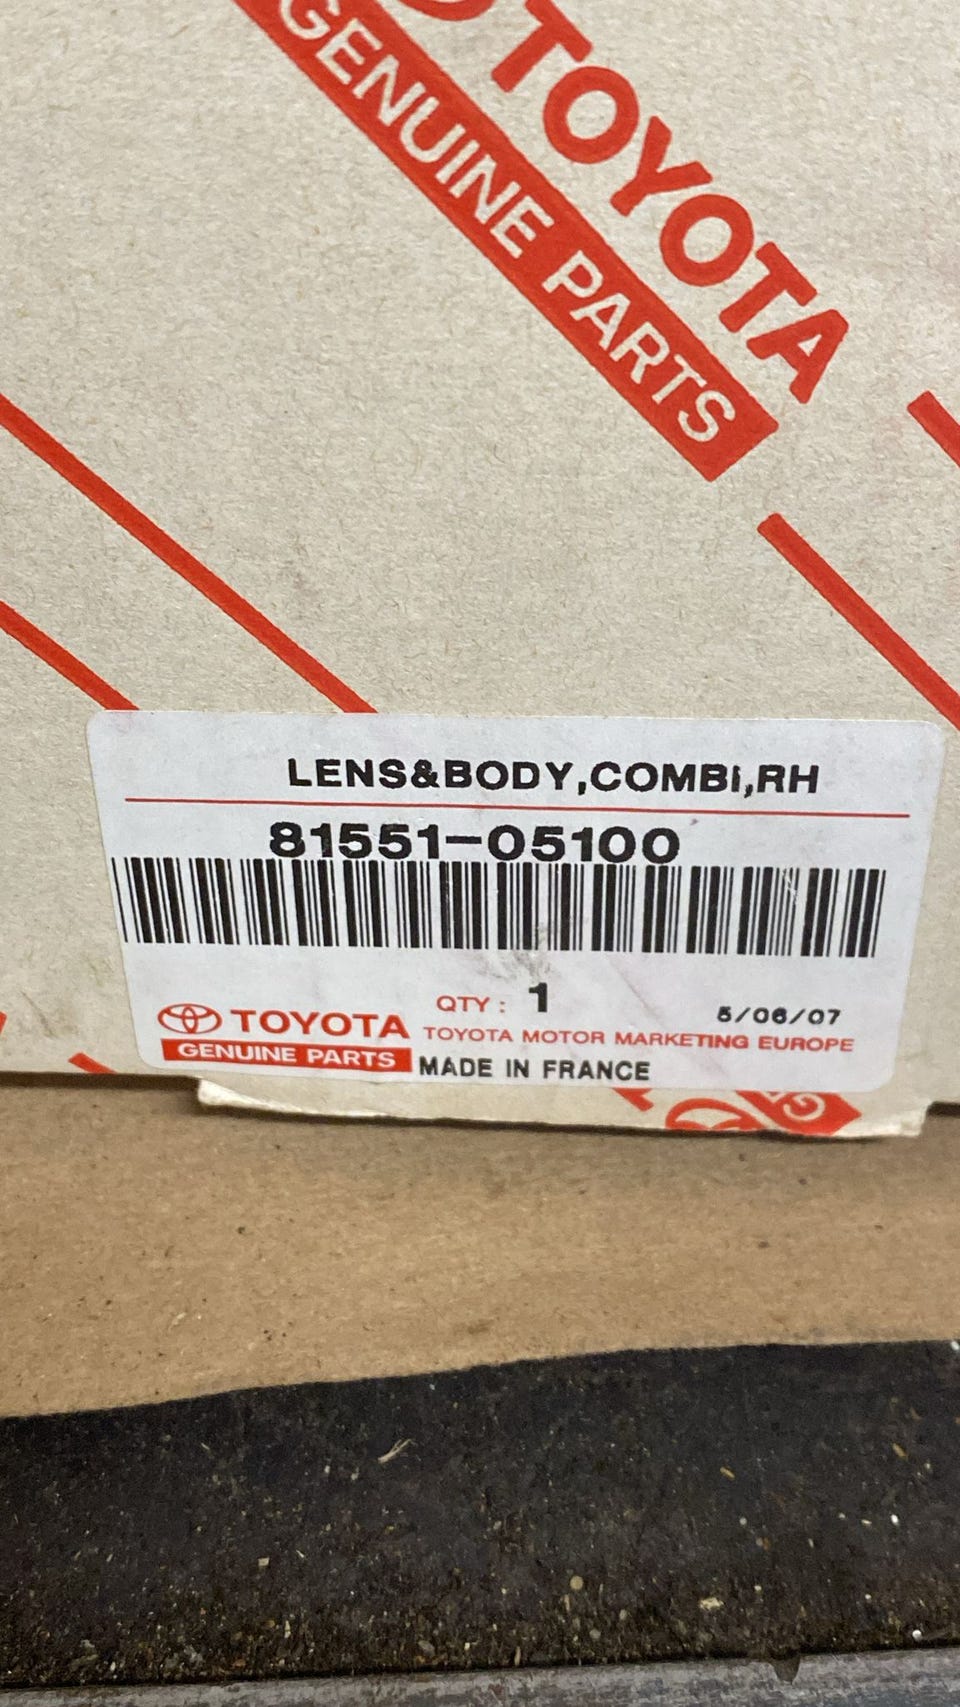 TOYOTA
GENUINE PARTS
LENS&BODY,COMBI,RH
81551-05100
QTY : 1
5/06/07
TOYOTA
GENUINE PARTS
TOYOTA MOTOR MARKETING EUROPE
MADE IN FRANCE